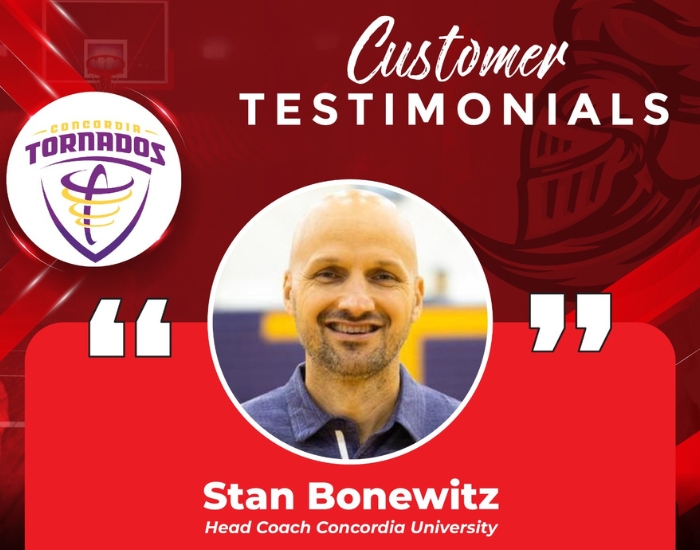 Customer
TESTIMONIALS
CONCORDIA
TORNADOS
“ ”
Stan Bonewitz
Head Coach Concordia University